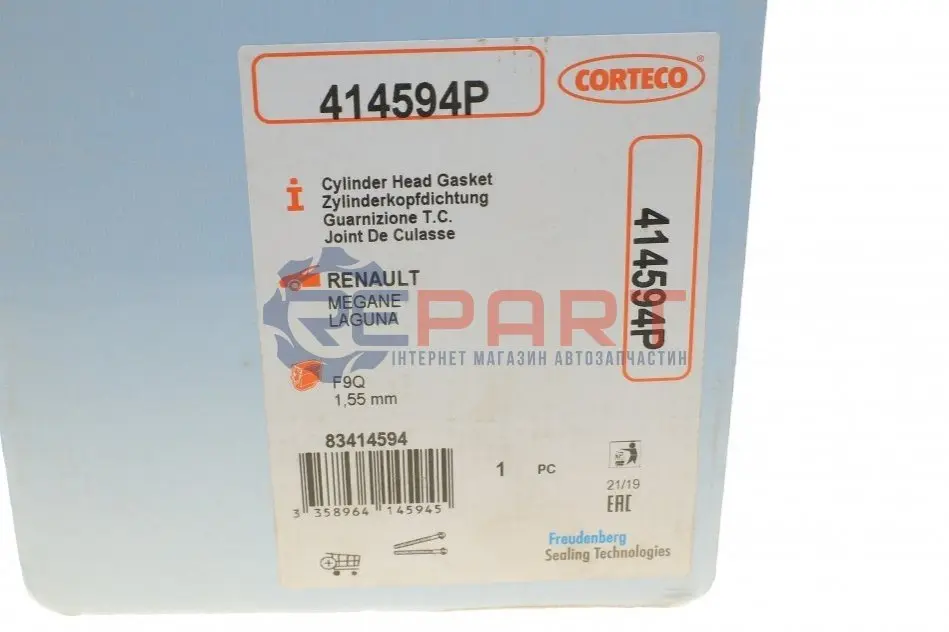 414594P
CORTECO®
Cylinder Head Gasket
Zylinderkopfdichtung
Guarnizione T.C.
Joint De Culasse
414594P
RENAULT
MEGANE
LAGUNA
PART
ІНТЕРНЕТ МАГАЗИН АВТОЗАПЧАСТИН
F9Q
1,55 mm
83414594
1 PC
3 358964 145945
21/19
EAC
Freudenberg
Sealing Technologies